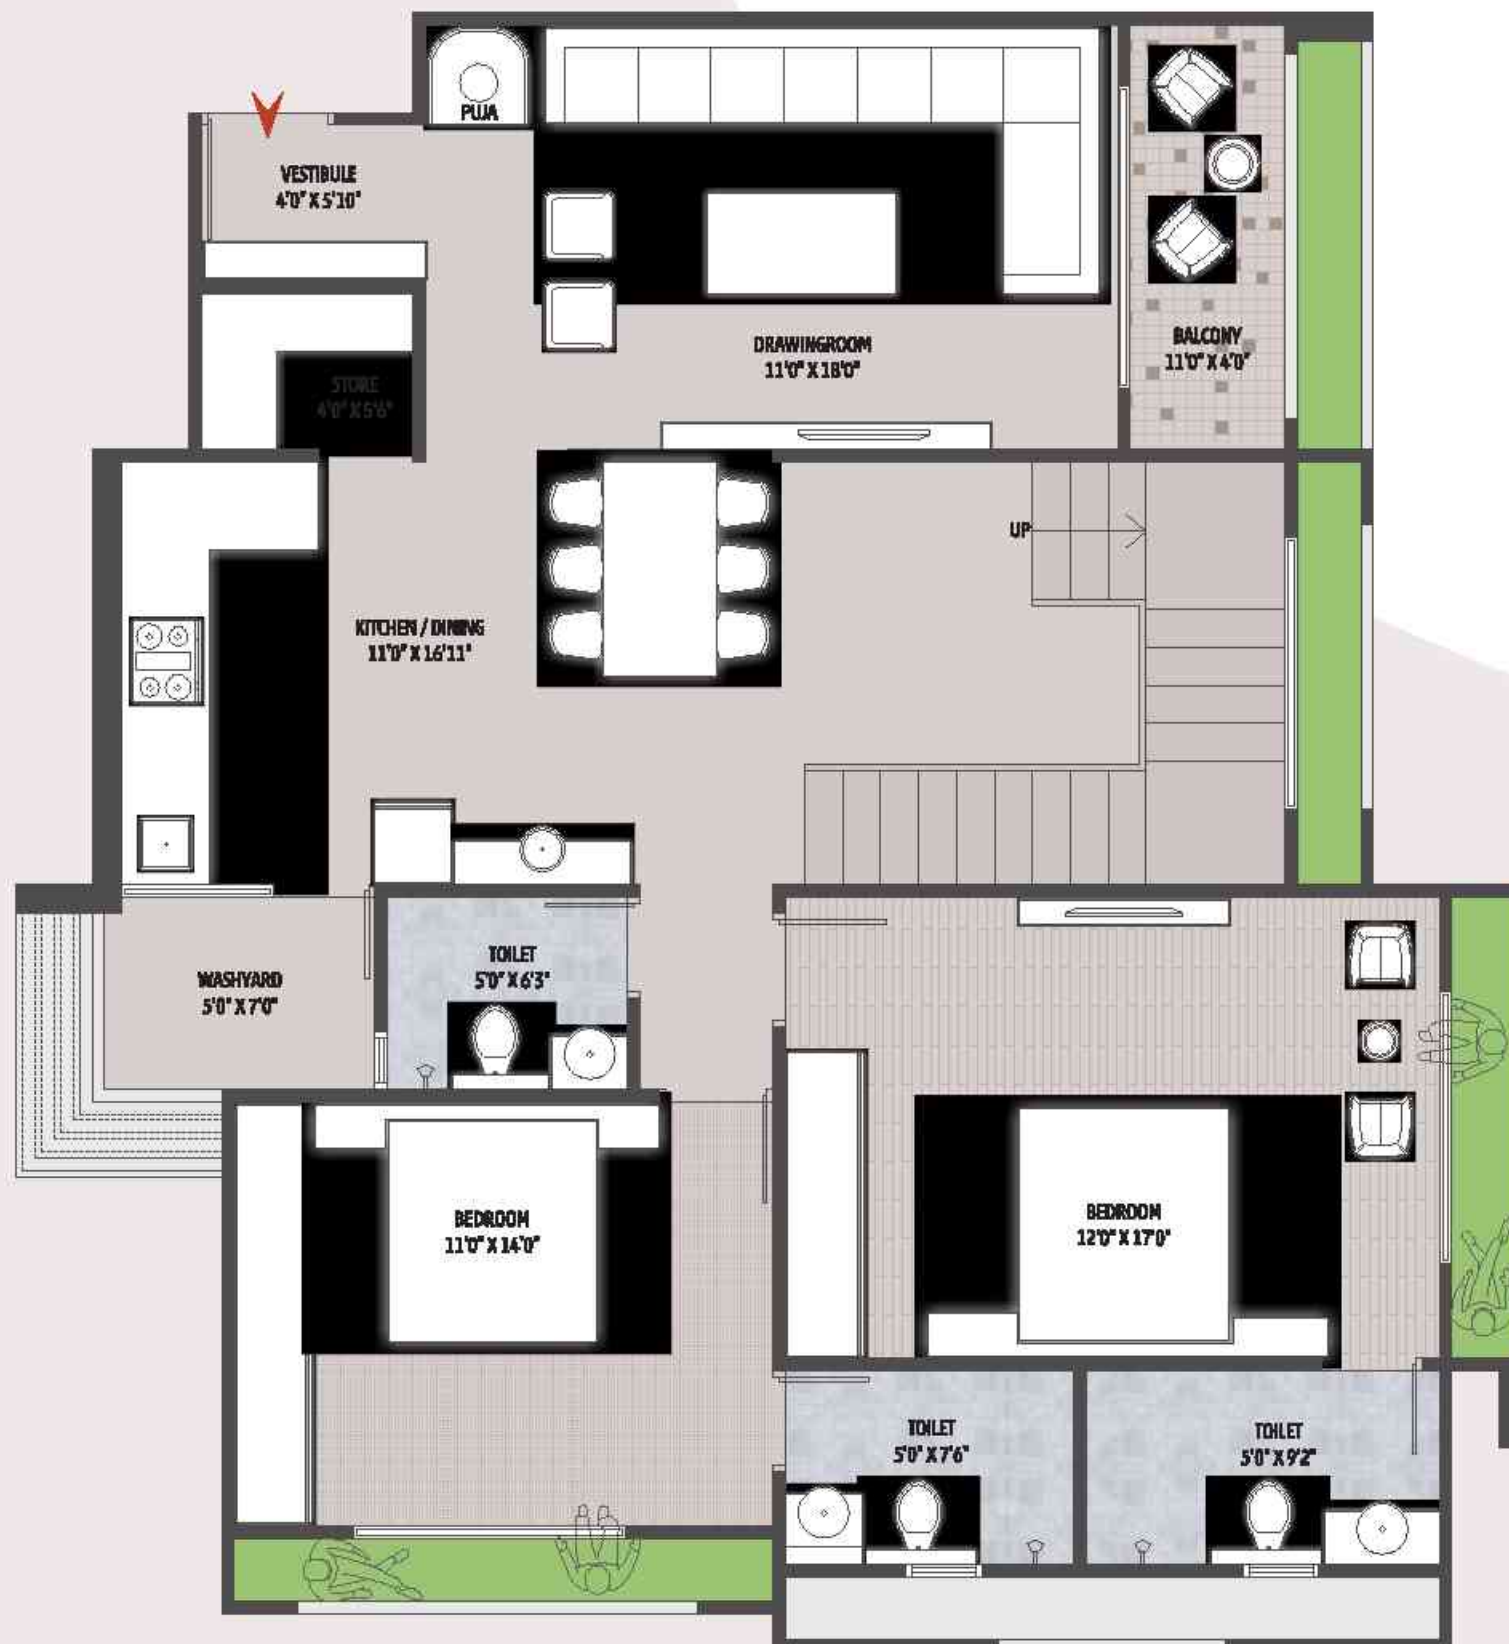 PUJA
VESTIBULE
4'0" X 5'10"
DRAWINGROOM
11'0" X 18'0"
BALCONY
11'0" X 4'0"
STORE
4'0" X 5'6"
UP
KITCHEN / DINING
11'0" X 16'11"
TOILET
5'0" X 6'3"
WASHYARD
5'0" X 7'0"
BEDROOM
11'0" X 14'0"
BEDROOM
12'0" X 17'0"
TOILET
5'0" X 7'6"
TOILET
5'0" X 9'2"